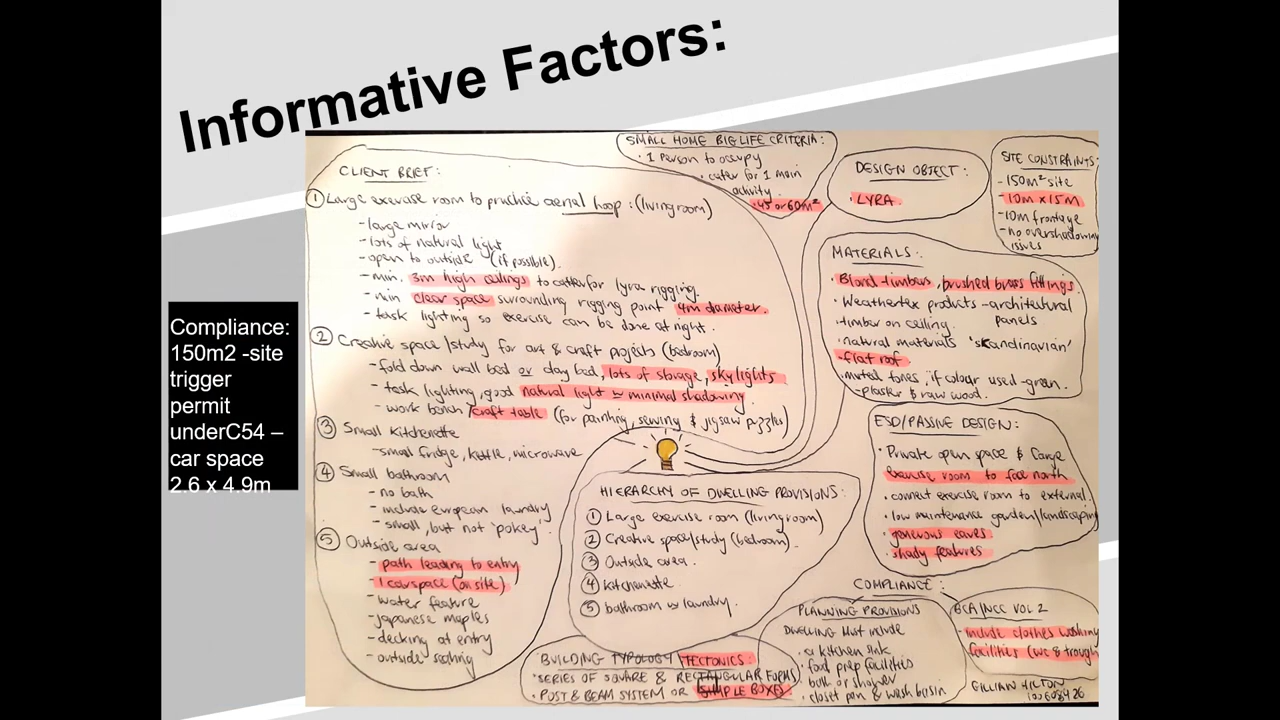 Informative Factors:
Compliance:
150m2 -site
trigger
permit
underC54 –
car space
2.6 x 4.9m
CLIENT BRIEF:
① Large exercise room to practice aerial hoop: (livingroom)
- large mirror
- lots of natural light
- open to outside (if possible).
- min. 3m high ceilings to cater for lyra rigging.
- min clear space surrounding rigging point 4m diameter.
- task lighting so exercise can be done at night.
② Creative space/study for art & craft projects (bedroom)
- fold down wall bed or day bed, lots of storage, skylights
- task lighting, good natural light w minimal shadowing.
- work bench/craft table (for painting, sewing & jigsaw puzzles)
③ Small kitchenette
- small fridge, kettle, microwave
④ Small bathroom
- no bath
- include european laundry
- small, but not 'pokey'.
⑤ Outside area
- path leading to entry
- 1 carspace (on site)
- water feature
- japanese maples
- decking at entry
- outside seating
SMALL HOME BIG LIFE CRITERIA:
· 1 person to occupy
· cater for 1 main
activity
· 45 or 60m²
DESIGN OBJECT:
· LYRA
SITE CONSTRAINTS:
- 150m² site
- 10m x 15m
- 10m frontage
- no overshadowing
issues
MATERIALS:
· Blond timbers, brushed brass fittings.
· Weathertex products - architectural
panels
· timber on ceiling.
· natural materials 'skandinavian'
· flat roof
· muted tones, if colour used - green.
- plaster & raw wood.
ESD/PASSIVE DESIGN:
· Private open space & large
exercise room to face north
· connect exercise room to external
· low maintenance garden/landscaping
· generous eaves
· shady features
HIERARCHY OF DWELLING PROVISIONS:
① Large exercise room (livingroom)
② Creative space/study (bedroom).
③ Outside area.
④ kitchenette
⑤ bathroom w laundry.
BUILDING TYPOLOGY/TECTONICS:
· SERIES OF SQUARE & RECTANGULAR FORMS
· POST & BEAM SYSTEM OR SIMPLE BOXES.
COMPLIANCE:
PLANNING PROVISIONS
DWELLING Must include
· a kitchen sink
· food prep facilities
· bath or shower
· closet pan & wash basin
BCA/NCC VOL 2
- include clothes washing
facilities (wc & trough
GILLIAN HILTON